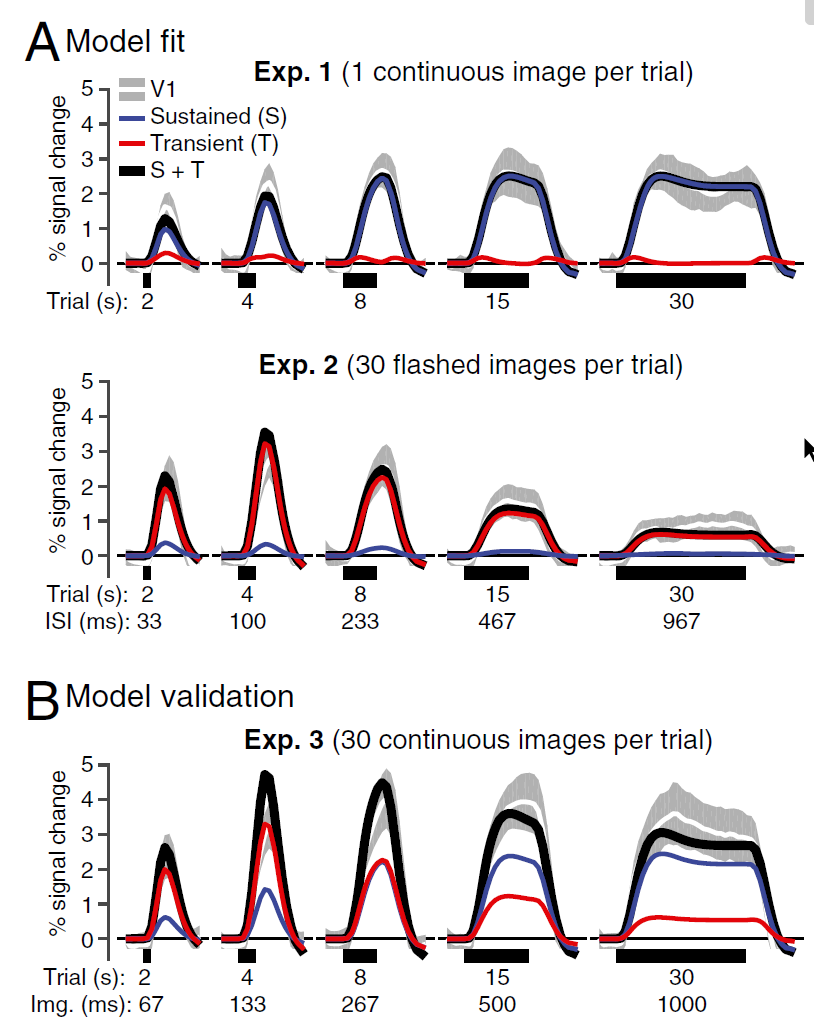 A Model fit
Exp. 1 (1 continuous image per trial)
% signal change
5
4
3
2
1
0
V1
Sustained (S)
Transient (T)
S + T
Trial (s): 2 4 8 15 30
Exp. 2 (30 flashed images per trial)
% signal change
5
4
3
2
1
0
Trial (s): 2 4 8 15 30
ISI (ms): 33 100 233 467 967
B Model validation
Exp. 3 (30 continuous images per trial)
% signal change
5
4
3
2
1
0
Trial (s): 2 4 8 15 30
Img. (ms): 67 133 267 500 1000